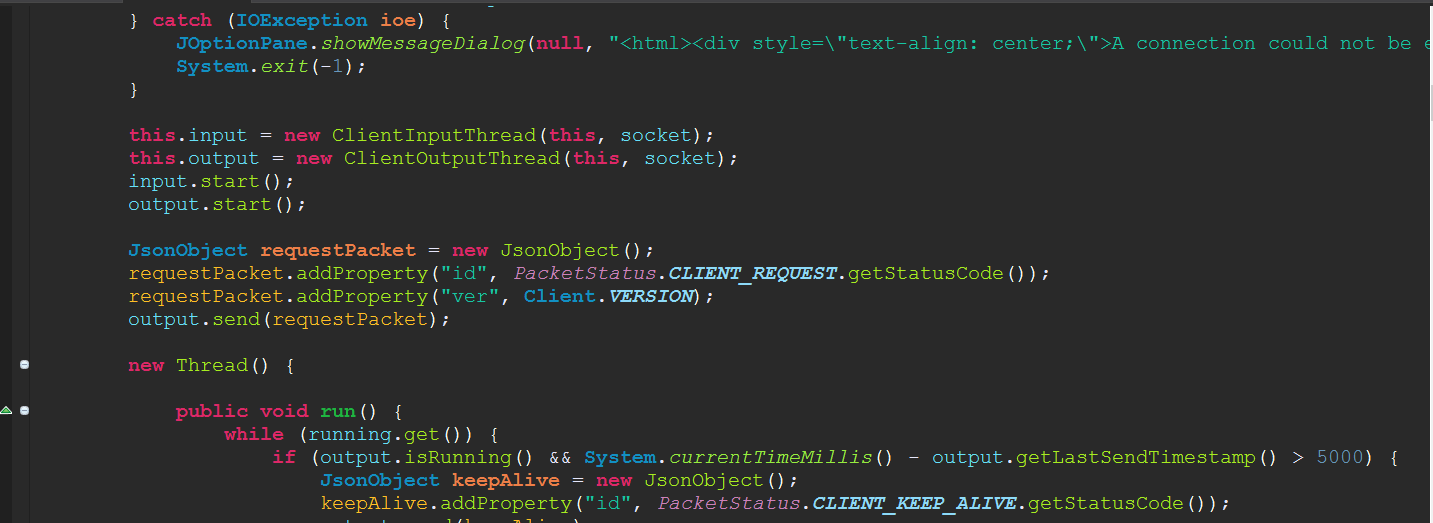 } catch (IOException ioe) {
JOptionPane.showMessageDialog(null, "<html><div style=\"text-align: center;\">A connection could not be
System.exit(-1);
}
this.input = new ClientInputThread(this, socket);
this.output = new ClientOutputThread(this, socket);
input.start();
output.start();
JsonObject requestPacket = new JsonObject();
requestPacket.addProperty("id", PacketStatus.CLIENT_REQUEST.getStatusCode());
requestPacket.addProperty("ver", Client.VERSION);
output.send(requestPacket);
new Thread() {
public void run() {
while (running.get()) {
if (output.isRunning() && System.currentTimeMillis() - output.getLastSendTimestamp() > 5000) {
JsonObject keepAlive = new JsonObject();
keepAlive.addProperty("id", PacketStatus.CLIENT_KEEP_ALIVE.getStatusCode());